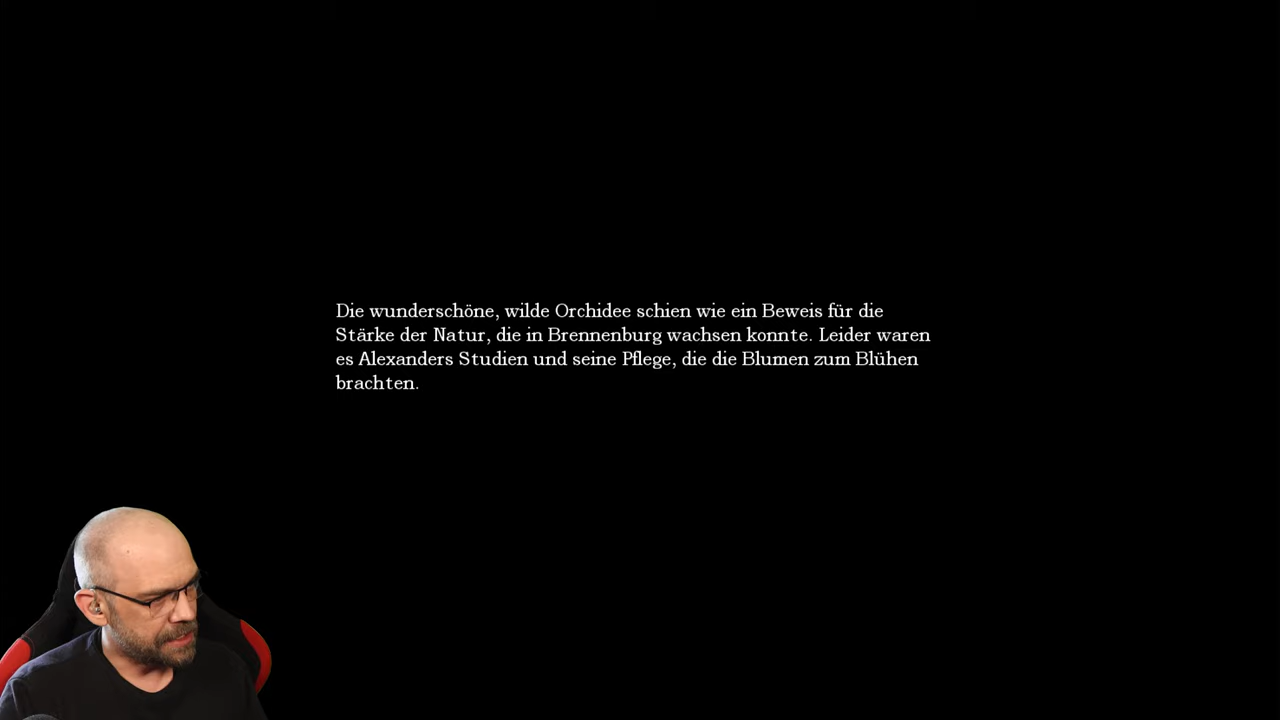 Die wunderschöne, wilde Orchidee schien wie ein Beweis für die
Stärke der Natur, die in Brennenburg wachsen konnte. Leider waren
es Alexanders Studien und seine Pflege, die die Blumen zum Blühen
brachten.